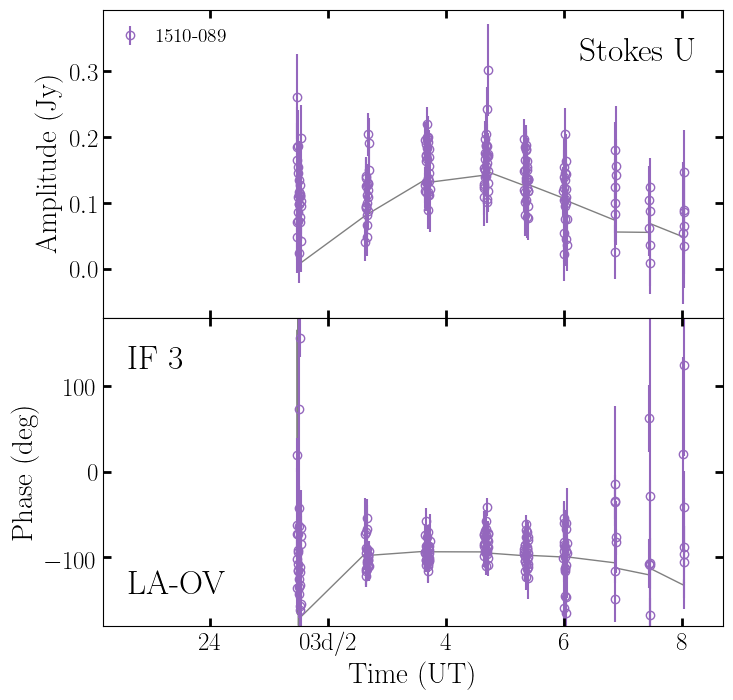 1510-089
Stokes U
Amplitude (Jy)
0.3
0.2
0.1
0.0
IF 3
LA-OV
Phase (deg)
100
0
−100
24
03d/2
4
6
8
Time (UT)